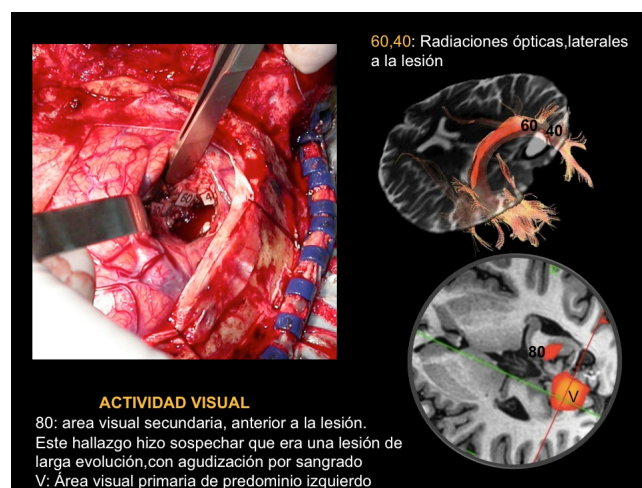 60,40: Radiaciones ópticas,laterales
a la lesión
60
40
80
V
ACTIVIDAD VISUAL
80: area visual secundaria, anterior a la lesión.
Este hallazgo hizo sospechar que era una lesión de
larga evolución,con agudización por sangrado
V: Área visual primaria de predominio izquierdo